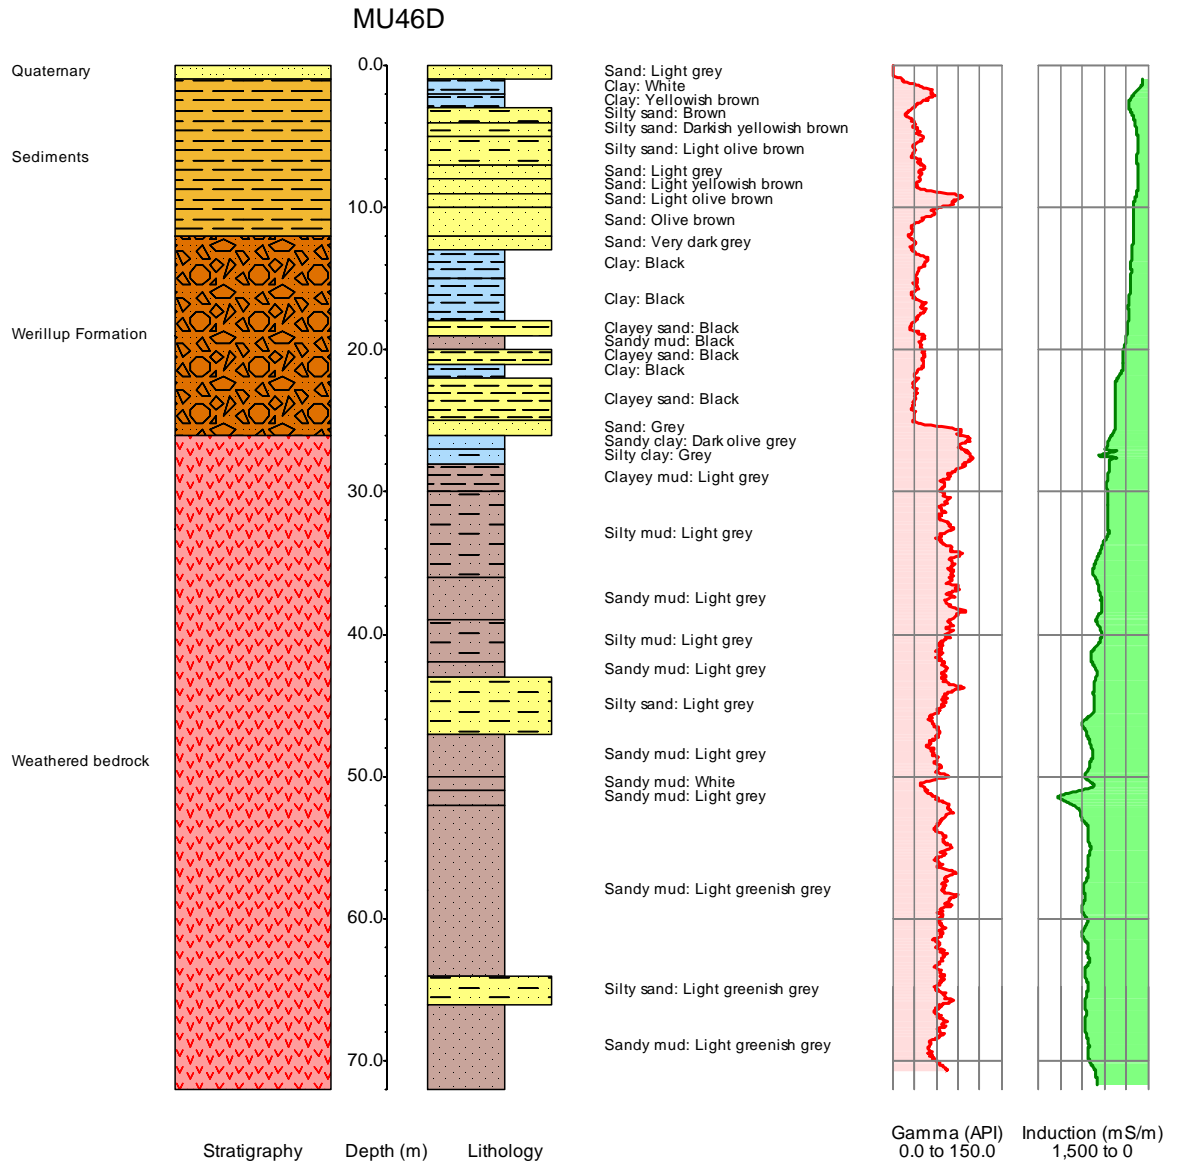 MU46D
Quaternary
Sediments
Werillup Formation
Weathered bedrock
0.0
10.0
20.0
30.0
40.0
50.0
60.0
70.0
Sand: Light grey
Clay: White
Clay: Yellowish brown
Silty sand: Brown
Silty sand: Darkish yellowish brown
Silty sand: Light olive brown
Sand: Light grey
Sand: Light yellowish brown
Sand: Light olive brown
Sand: Olive brown
Sand: Very dark grey
Clay: Black
Clay: Black
Clayey sand: Black
Sandy mud: Black
Clayey sand: Black
Clay: Black
Clayey sand: Black
Sand: Grey
Sandy clay: Dark olive grey
Silty clay: Grey
Clayey mud: Light grey
Silty mud: Light grey
Sandy mud: Light grey
Silty mud: Light grey
Sandy mud: Light grey
Silty sand: Light grey
Sandy mud: Light grey
Sandy mud: White
Sandy mud: Light grey
Sandy mud: Light greenish grey
Silty sand: Light greenish grey
Sandy mud: Light greenish grey
Stratigraphy
Depth (m)
Lithology
Gamma (API)
0.0 to 150.0
Induction (mS/m)
1,500 to 0